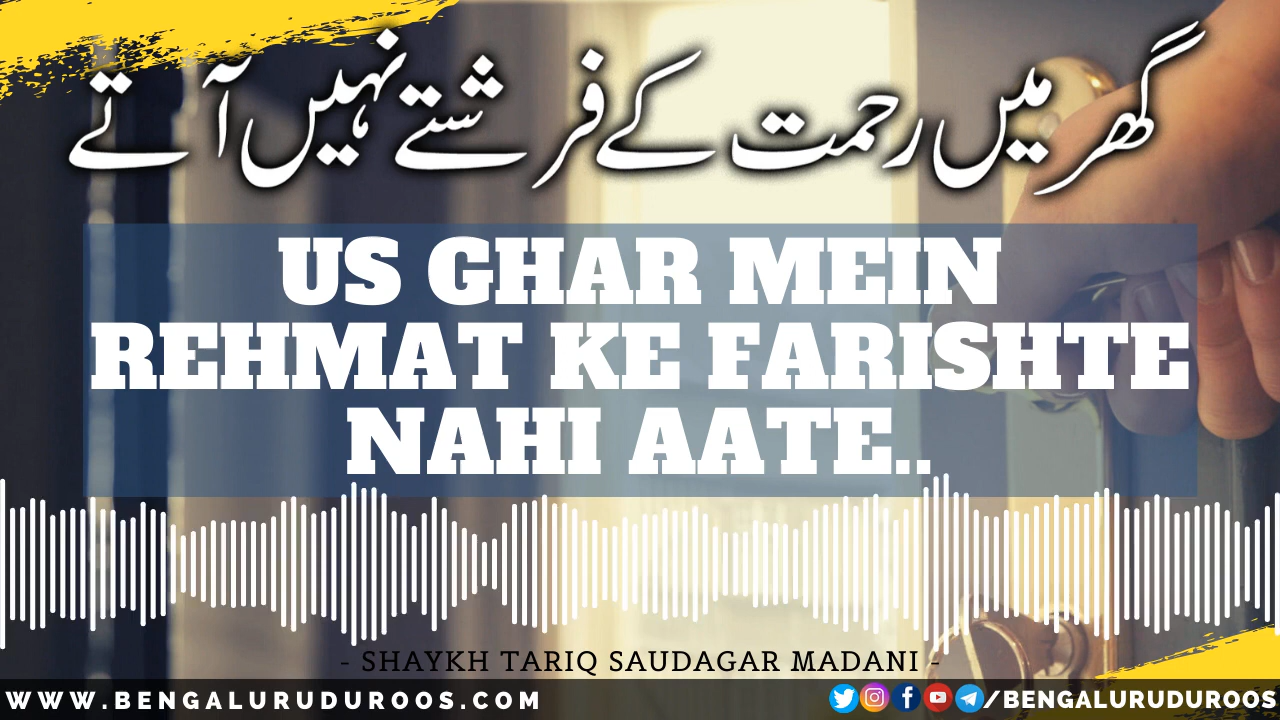 گھر میں رحمت کے فرشتے نہیں آتے
US GHAR MEIN
REHMAT KE FARISHTE
NAHI AATE..
- SHAYKH TARIQ SAUDAGAR MADANI -
WWW.BENGALURUDUROOS.COM
/BENGALURUDUROOS